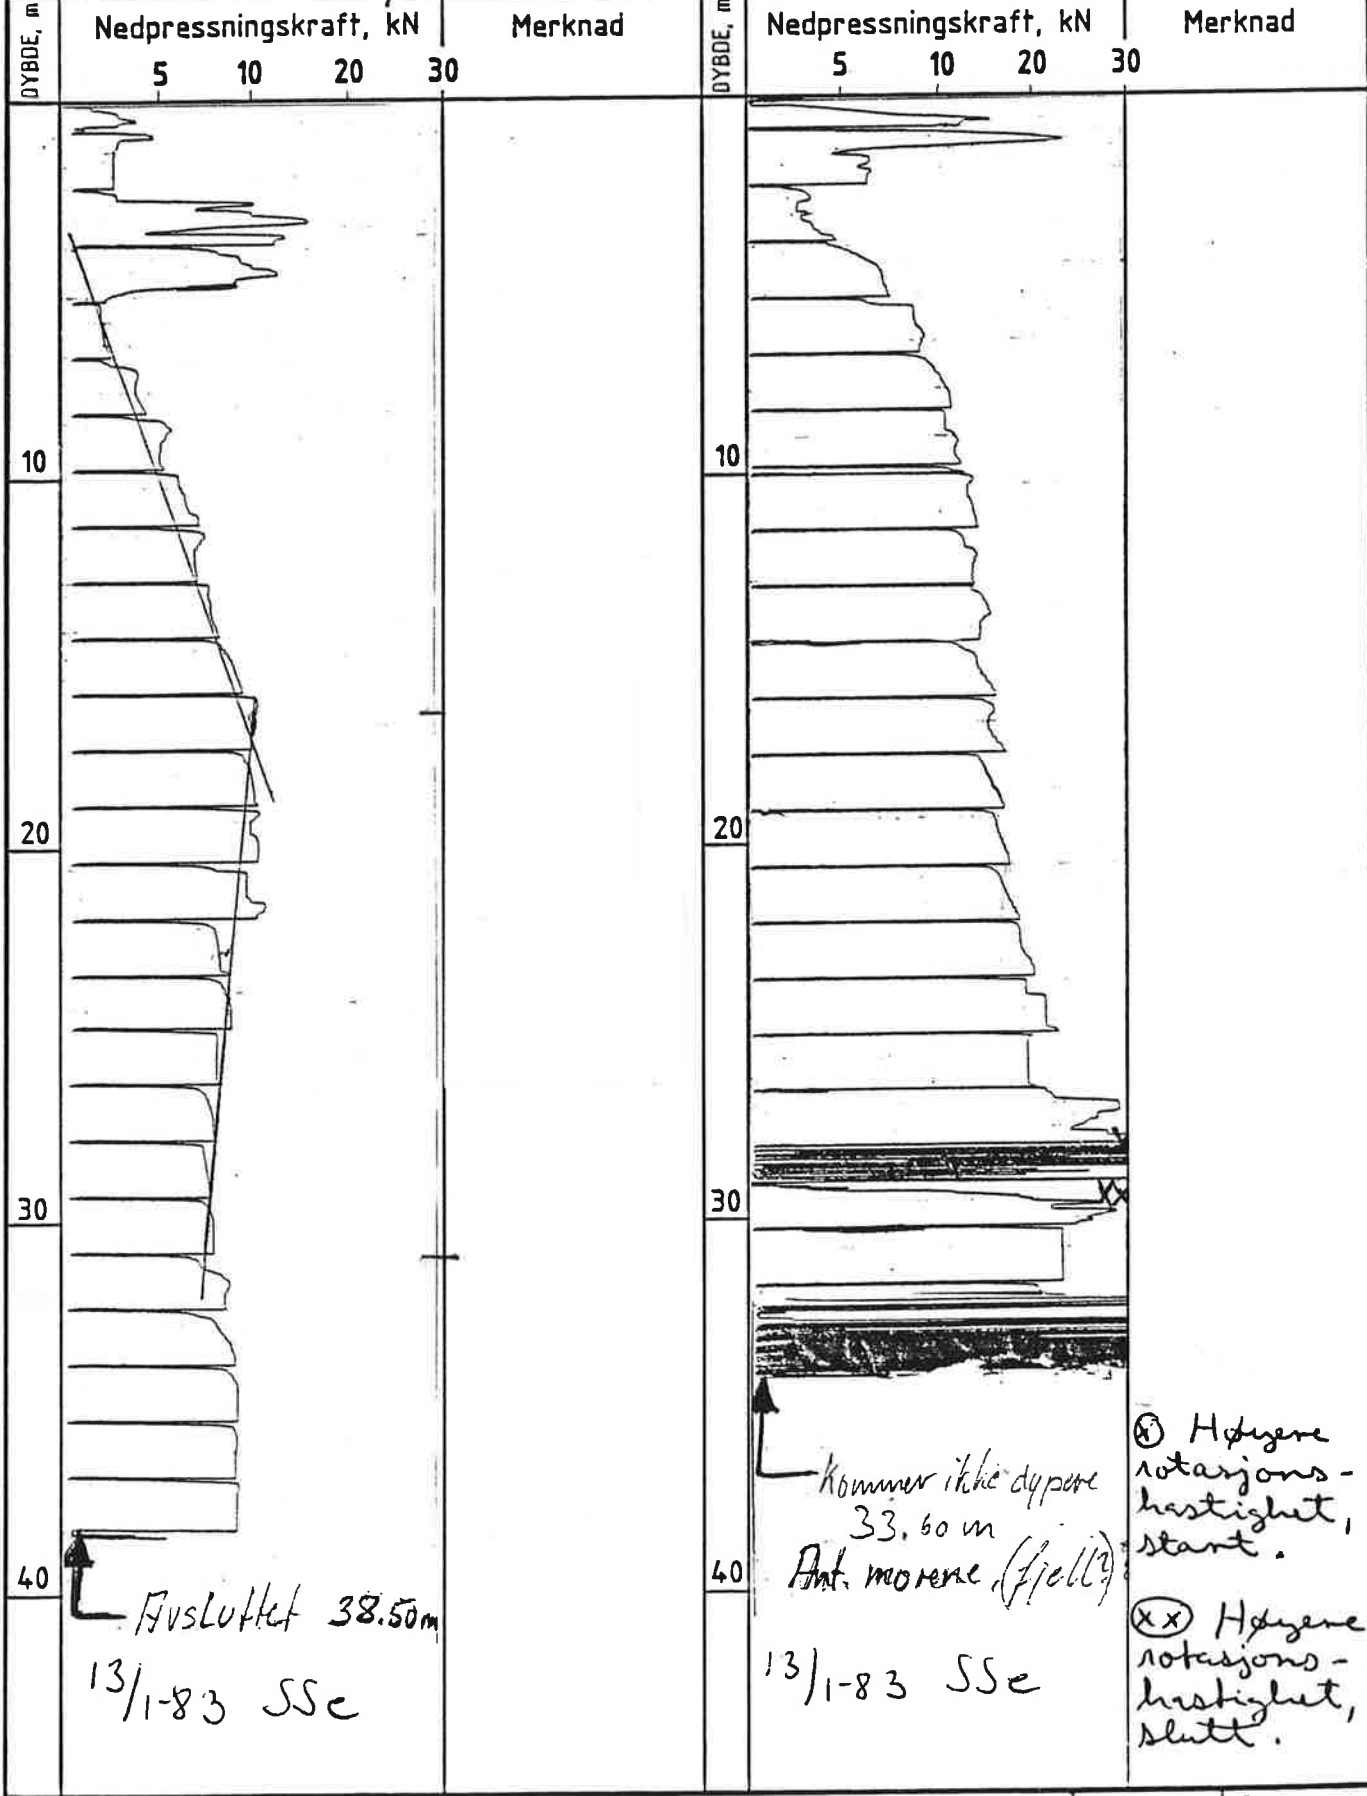 DYBDE, m
Nedpressningskraft, kN
Merknad
5 10 20 30
10
20
30
40
Avsluttet 38.50m
13/1-83 SSe
DYBDE, m
Nedpressningskraft, kN
Merknad
5 10 20 30
10
20
30
40
xx
Kommer ikke dypere
33.60 m
Ant. morene, (fjell?)
13/1-83 SSe
(x) Høyere
rotasjons-
hastighet,
start.
(xx) Høyere
rotasjons-
hastighet,
slutt.